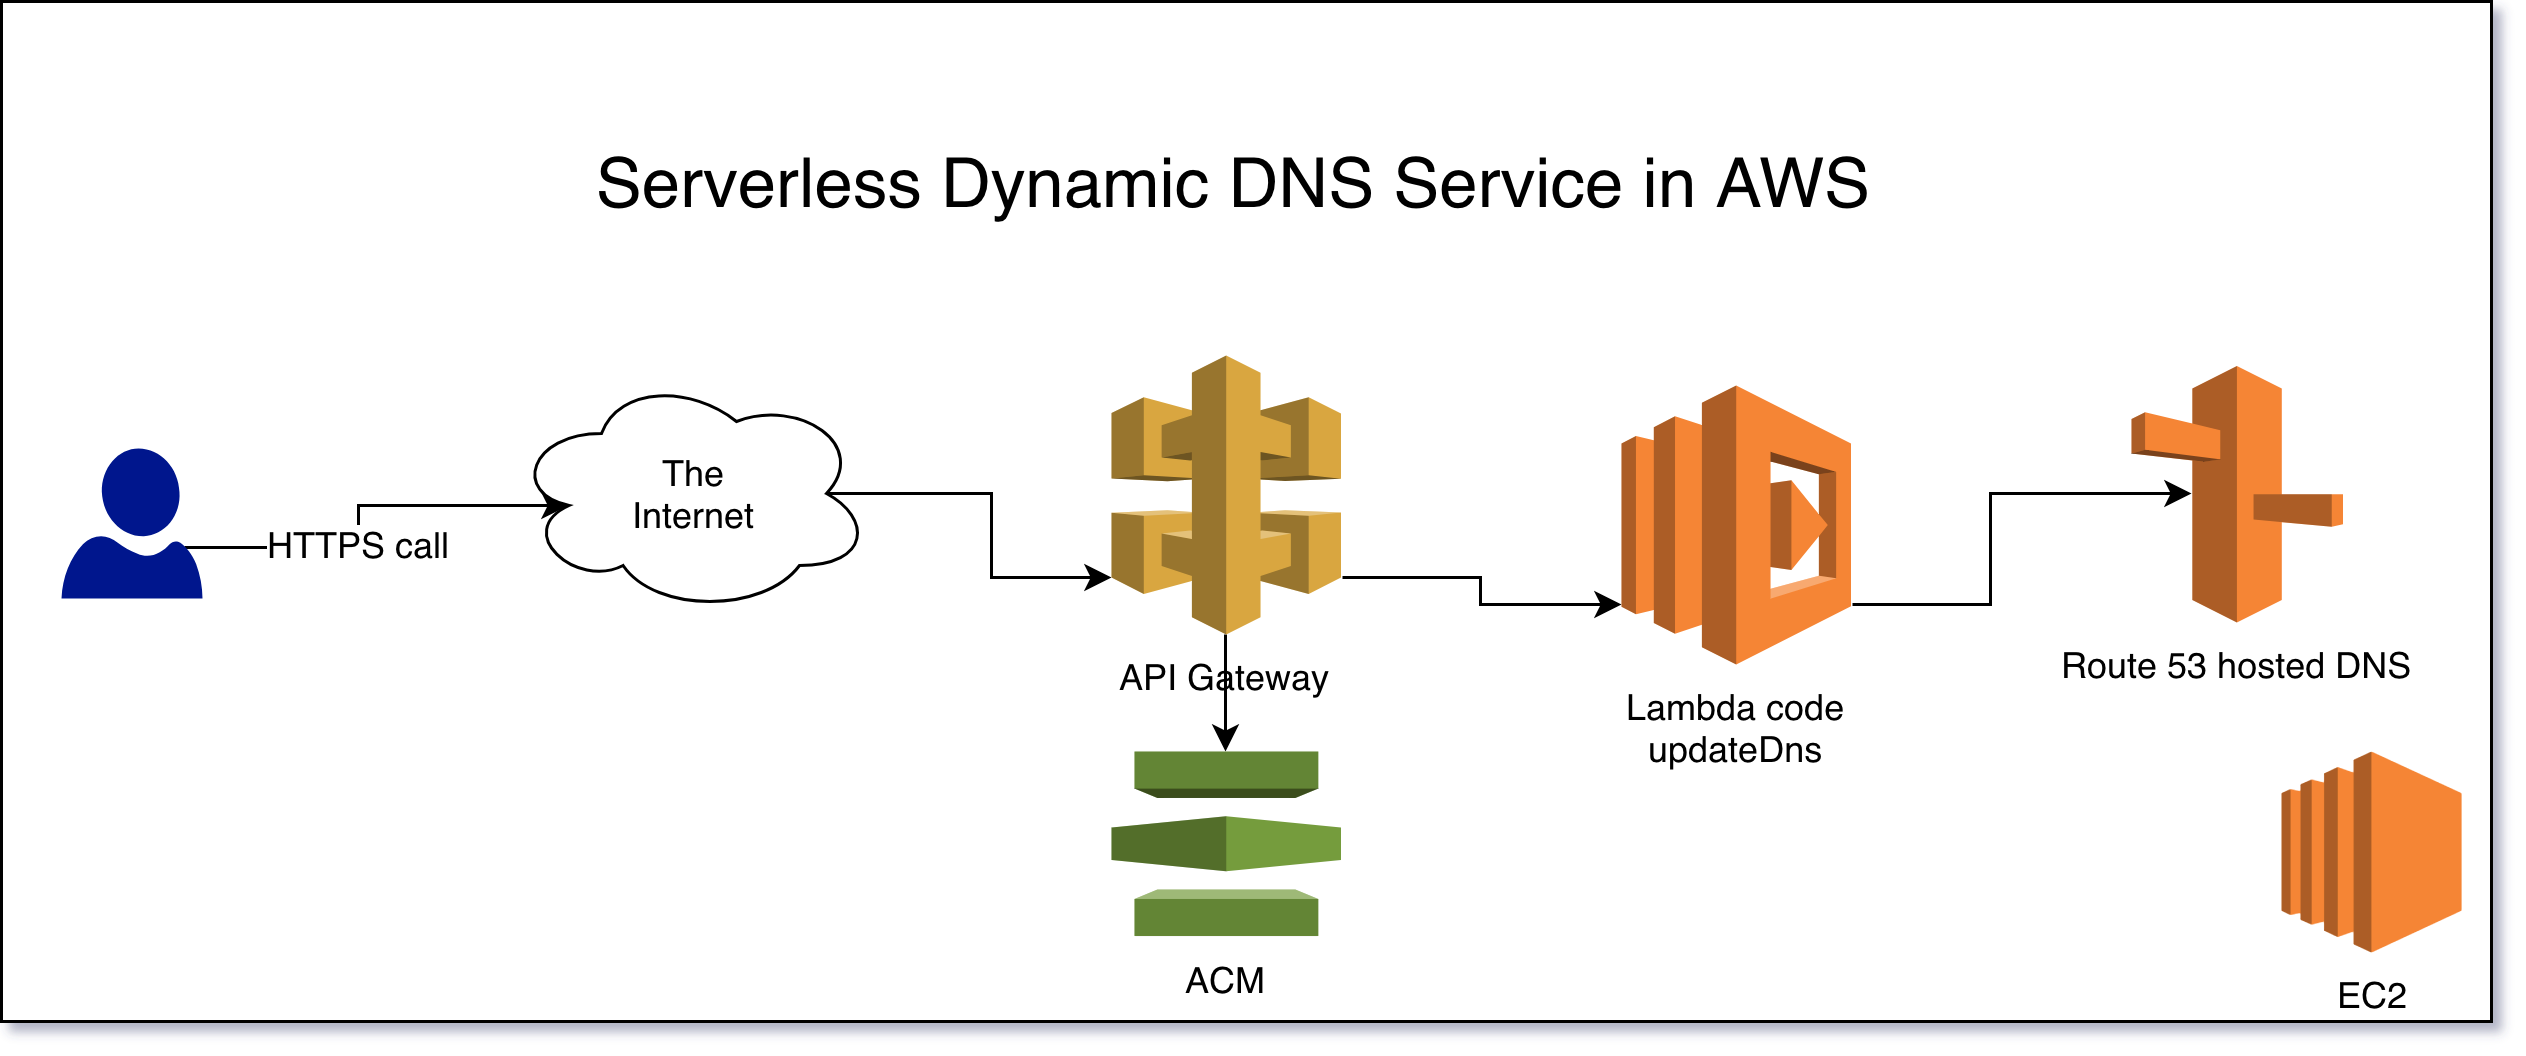 Serverless Dynamic DNS Service in AWS
HTTPS call
The
Internet
API Gateway
Lambda code
updateDns
Route 53 hosted DNS
ACM
EC2